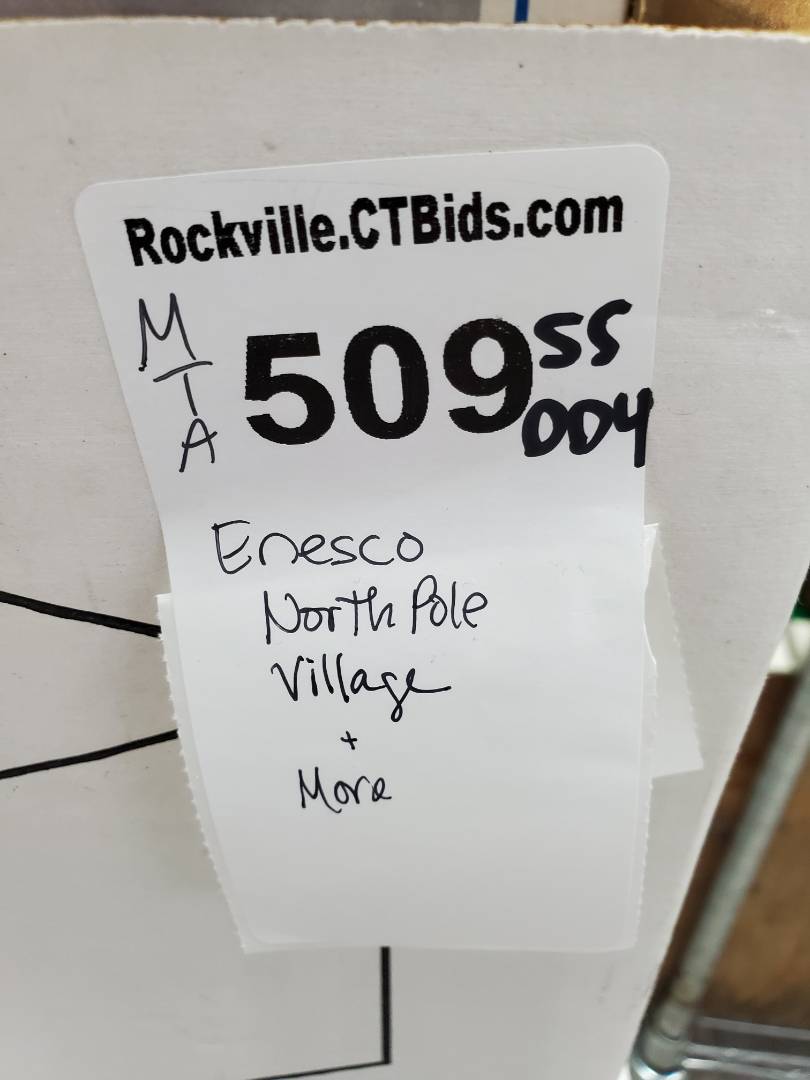 Rockville.CTBids.com
M
T
A
509
SS
004
Enesco
North Pole
Village
+
More